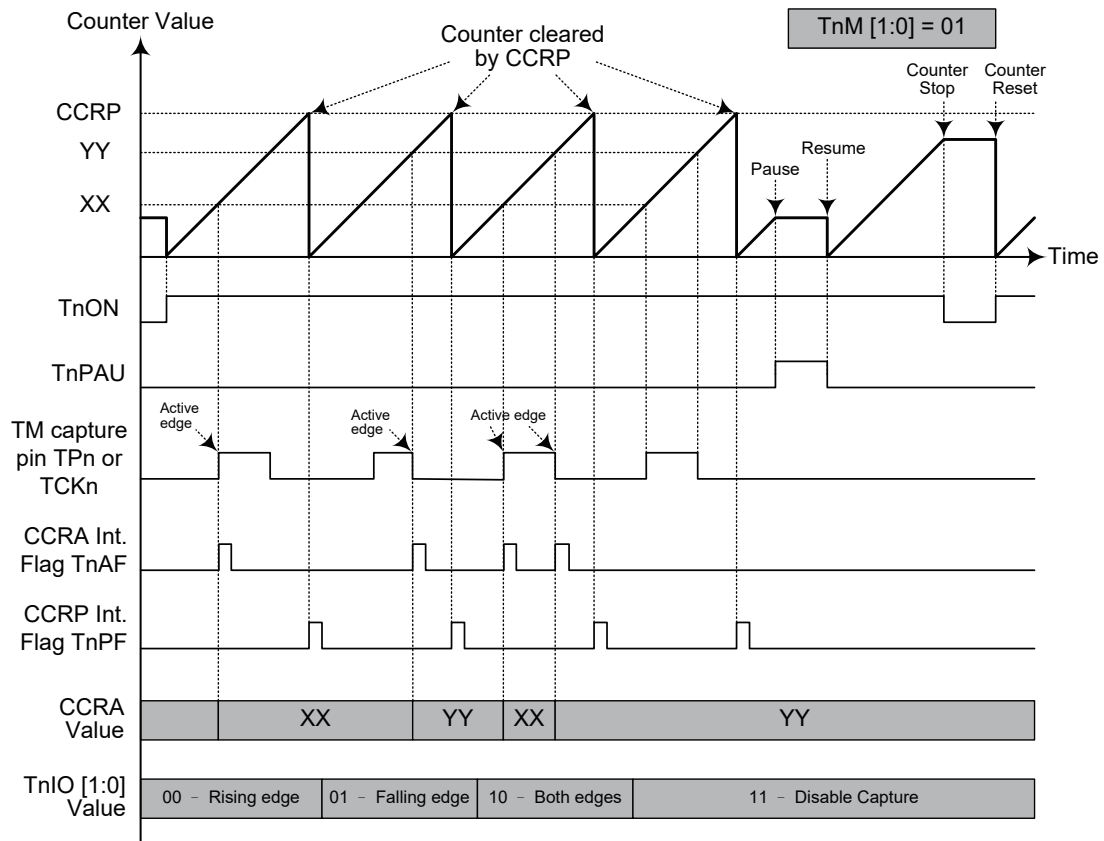 Counter Value
TnM [1:0] = 01
Counter cleared
by CCRP
Counter
Stop
Counter
Reset
CCRP
YY
XX
Pause
Resume
Time
TnON
TnPAU
Active
edge
Active
edge
Active edge
TM capture
pin TPn or
TCKn
CCRA Int.
Flag TnAF
CCRP Int.
Flag TnPF
CCRA
Value
XX
YY
XX
YY
TnIO [1:0]
Value
00 – Rising edge
01 – Falling edge
10 – Both edges
11 – Disable Capture